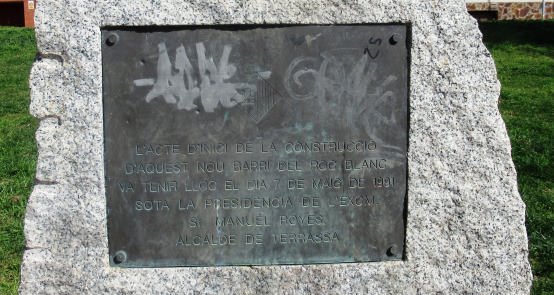 L'ACTE D'INICI DE LA CONSTRUCCIÓ
D'AQUEST NOU BARRI DEL ROC BLANC
VA TENIR LLOC EL DIA 7 DE MAIG DE 1991
SOTA LA PRESIDÈNCIA DE L'EXCM.
Sr. MANUEL ROYES
ALCALDE DE TERRASSA